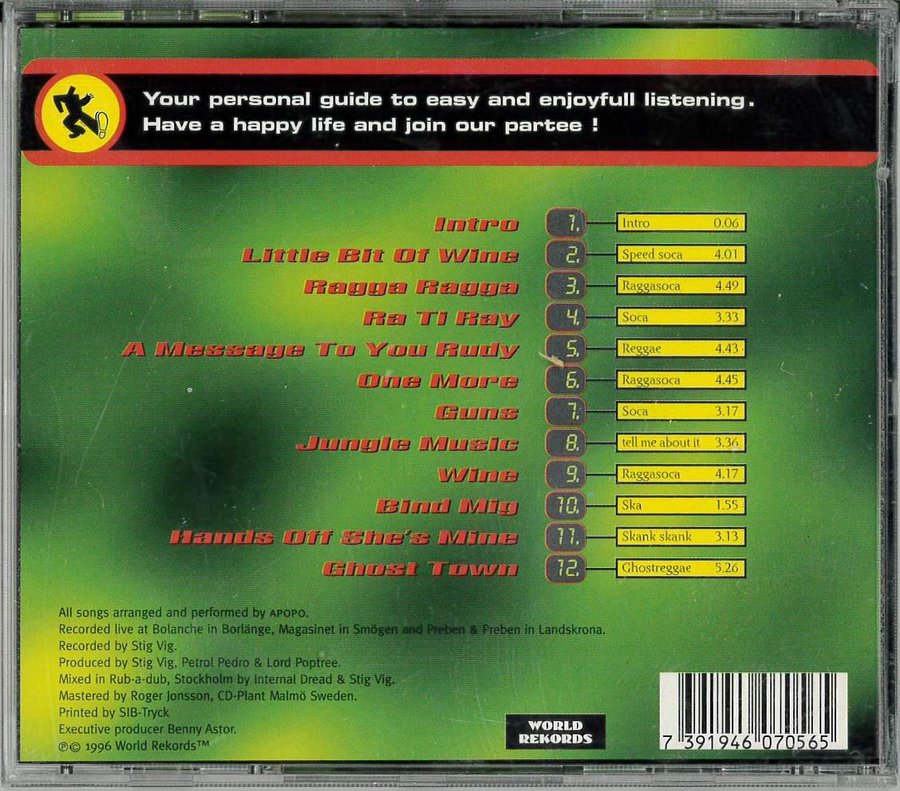 Your personal guide to easy and enjoyfull listening.
Have a happy life and join our partee !
Intro 1. Intro 0.06
Little Bit Of Wine 2. Speed soca 4.01
Ragga Ragga 3. Raggasoca 4.49
Ra Ti Ray 4. Soca 3.33
A Message To You Rudy 5. Reggae 4.43
One More 6. Raggasoca 4.45
Guns 7. Soca 3.17
Jungle Music 8. tell me about it 3.36
Wine 9. Raggasoca 4.17
Bind Mig 10. Ska 1.55
Hands Off She's Mine 11. Skank skank 3.13
Ghost Town 12. Ghostreggae 5.26
All songs arranged and performed by APOPO.
Recorded live at Bolanche in Borlänge, Magasinet in Smögen and Preben & Preben in Landskrona.
Recorded by Stig Vig.
Produced by Stig Vig, Petrol Pedro & Lord Poptree.
Mixed in Rub-a-dub, Stockholm by Internal Dread & Stig Vig.
Mastered by Roger Jonsson, CD-Plant Malmö Sweden.
Printed by SIB-Tryck
Executive producer Benny Astor.
℗© 1996 World Rekords™
WORLD
REKORDS
7 391946 070565